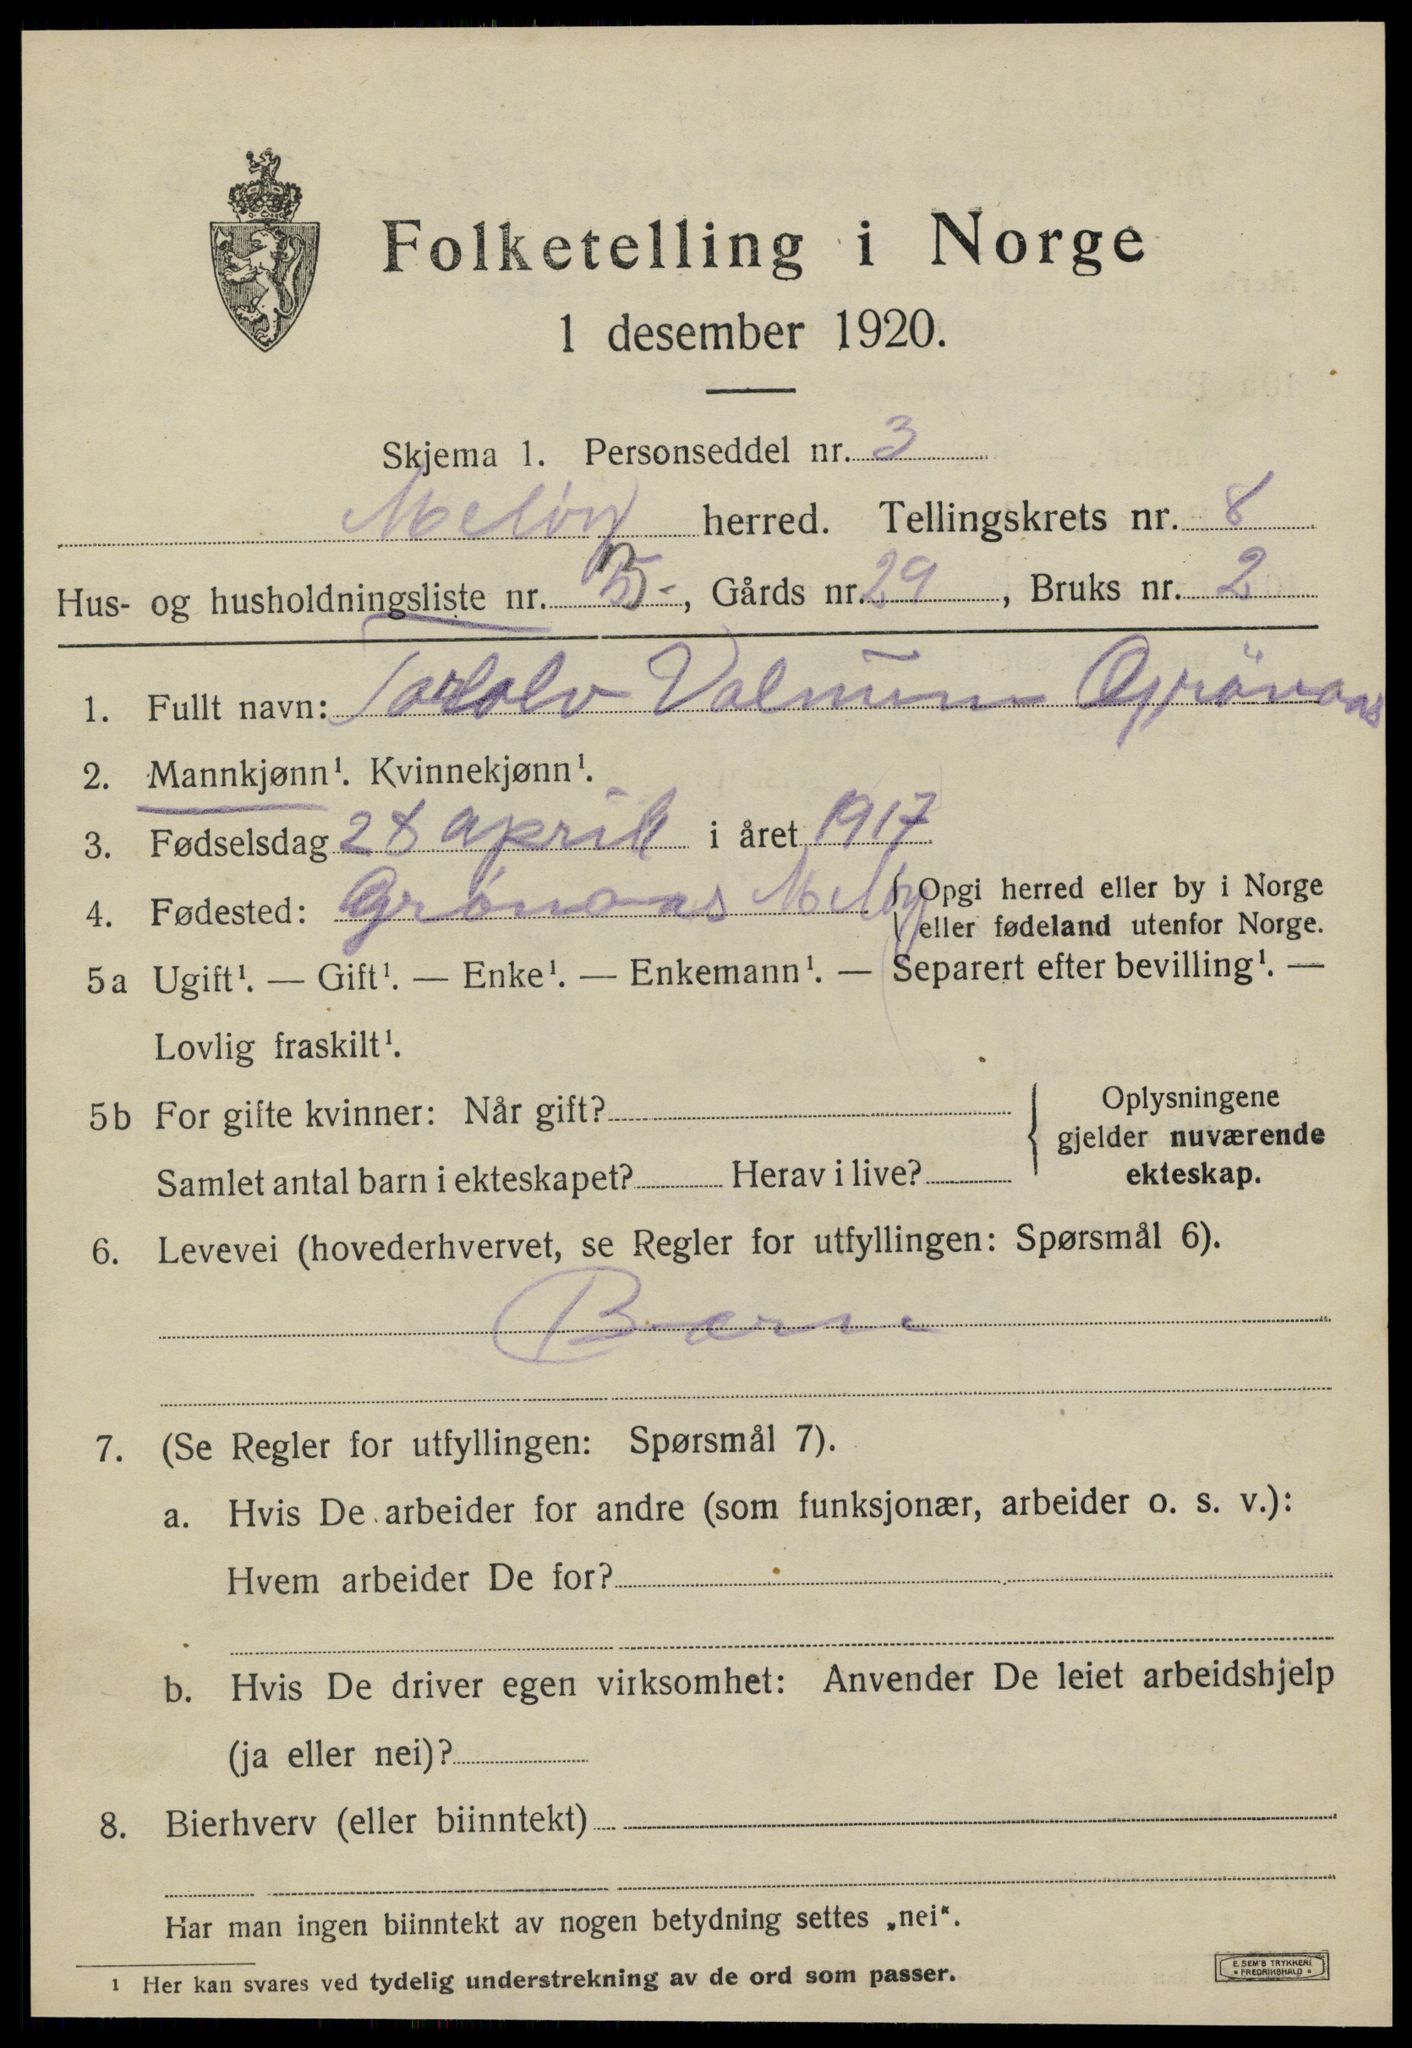 Folketelling i Norge
1 desember 1920.
Skjema 1. Personseddel nr. 3
Meløy herred. Tellingskrets nr. 8
Hus- og husholdningsliste nr. , Gårds nr. 29, Bruks nr. 2
1. Fullt navn: Grönaas
2. Mannkjønn¹. Kvinnekjønn¹.
3. Fødselsdag 28 april i året 1917
4. Fødested: Grönaas Meløy { Opgi herred eller by i Norge
eller fødeland utenfor Norge.
5a Ugift¹. — Gift¹. — Enke¹. — Enkemann¹. — Separert efter bevilling¹. —
Lovlig fraskilt¹.
5b For gifte kvinner: Når gift?
Samlet antal barn i ekteskapet? Herav i live?
{ Oplysningene
gjelder nuværende
ekteskap.
6. Levevei (hovederhvervet, se Regler for utfyllingen: Spørsmål 6).
Barn
7. (Se Regler for utfyllingen: Spørsmål 7).
a. Hvis De arbeider for andre (som funksjonær, arbeider o. s. v.):
Hvem arbeider De for?
b. Hvis De driver egen virksomhet: Anvender De leiet arbeidshjelp
(ja eller nei)?
8. Bierhverv (eller biinntekt)
Har man ingen biinntekt av nogen betydning settes „nei“.
¹ Her kan svares ved tydelig understrekning av de ord som passer.
E. SEM'S TRYKKERI
• FREDRIKSHALD •